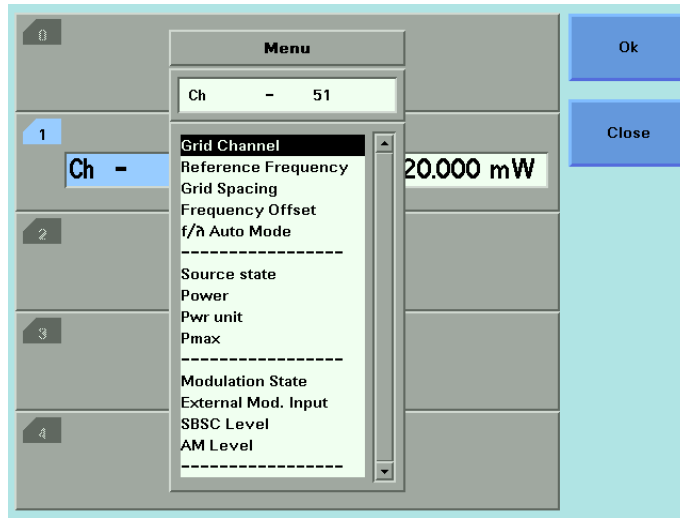 0
Menu
Ok
Ch - 51
Close
1
Ch -
20.000 mW
Grid Channel
Reference Frequency
Grid Spacing
Frequency Offset
f/λ Auto Mode
------------------
Source state
Power
Pwr unit
Pmax
------------------
Modulation State
External Mod. Input
SBSC Level
AM Level
------------------
2
3
4